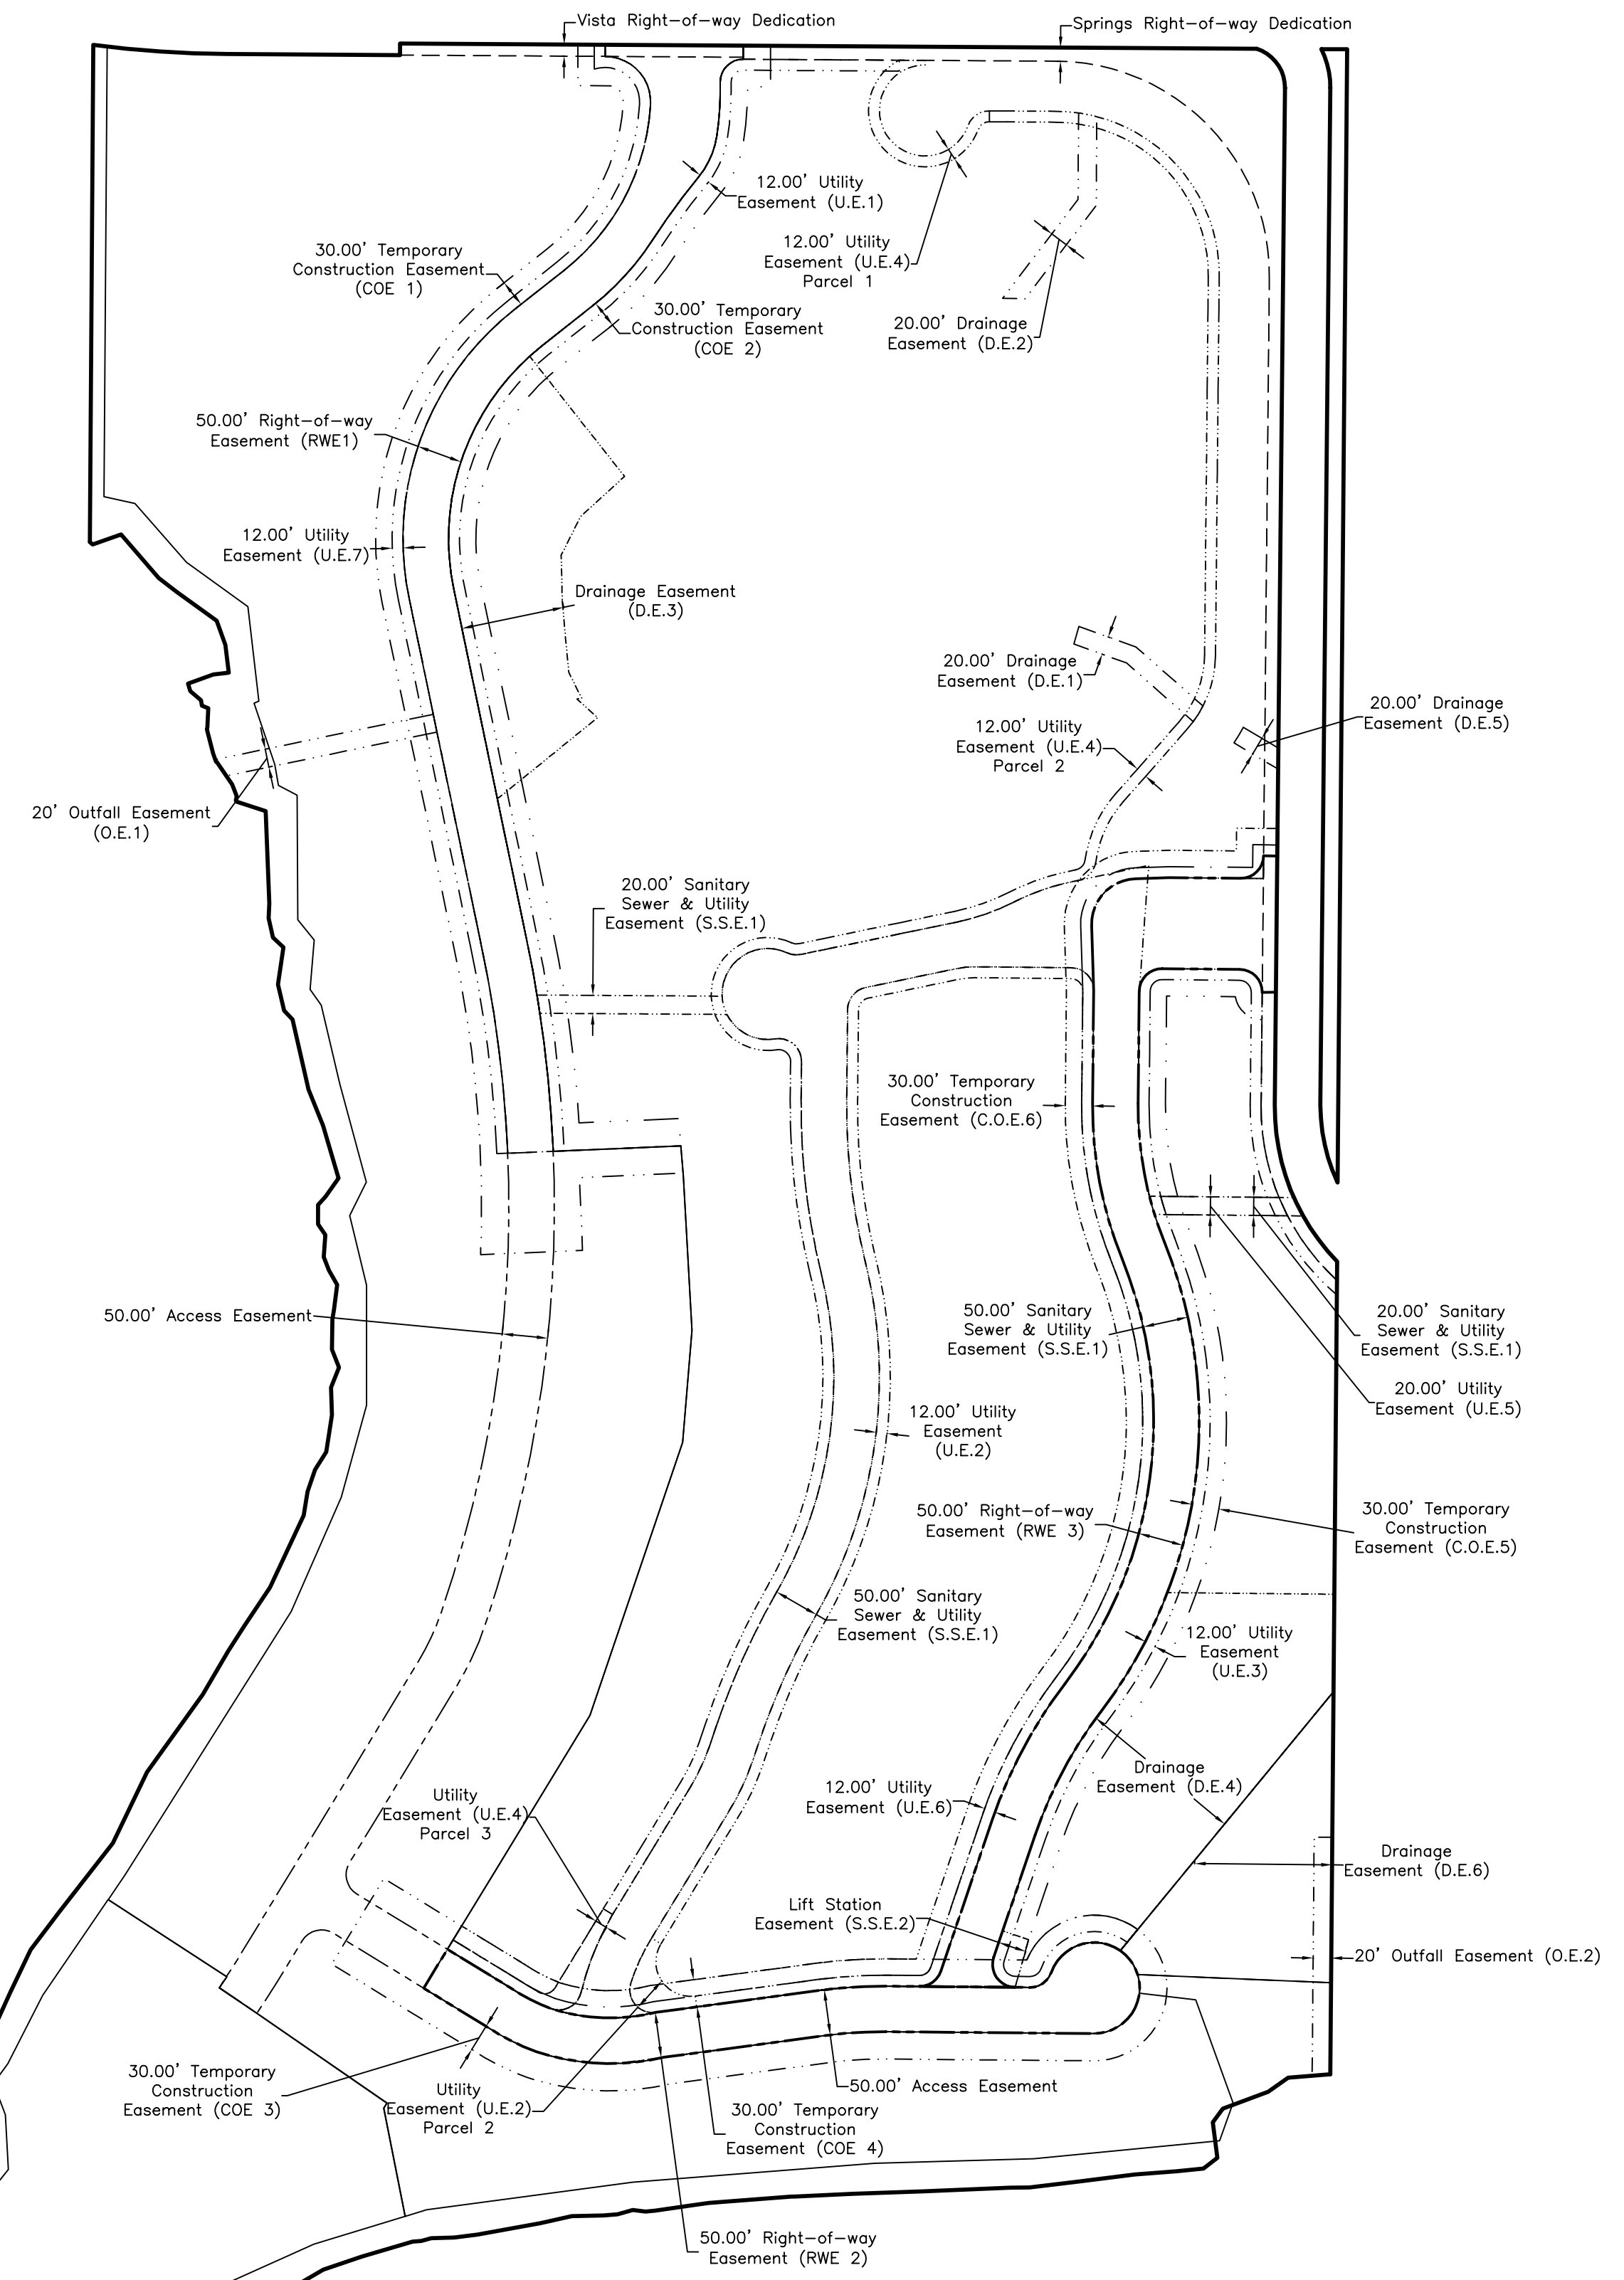 Vista Right-of-way Dedication
Springs Right-of-way Dedication
12.00' Utility
Easement (U.E.1)
12.00' Utility
Easement (U.E.4)
Parcel 1
30.00' Temporary
Construction Easement
(COE 1)
30.00' Temporary
Construction Easement
(COE 2)
20.00' Drainage
Easement (D.E.2)
50.00' Right-of-way
Easement (RWE1)
12.00' Utility
Easement (U.E.7)
Drainage Easement
(D.E.3)
20.00' Drainage
Easement (D.E.1)
20.00' Drainage
Easement (D.E.5)
12.00' Utility
Easement (U.E.4)
Parcel 2
20' Outfall Easement
(O.E.1)
20.00' Sanitary
Sewer & Utility
Easement (S.S.E.1)
30.00' Temporary
Construction
Easement (C.O.E.6)
50.00' Access Easement
50.00' Sanitary
Sewer & Utility
Easement (S.S.E.1)
20.00' Sanitary
Sewer & Utility
Easement (S.S.E.1)
20.00' Utility
Easement (U.E.5)
12.00' Utility
Easement
(U.E.2)
50.00' Right-of-way
Easement (RWE 3)
30.00' Temporary
Construction
Easement (C.O.E.5)
50.00' Sanitary
Sewer & Utility
Easement (S.S.E.1)
12.00' Utility
Easement
(U.E.3)
Drainage
Easement (D.E.4)
12.00' Utility
Easement (U.E.6)
Utility
Easement (U.E.4)
Parcel 3
Drainage
Easement (D.E.6)
Lift Station
Easement (S.S.E.2)
20' Outfall Easement (O.E.2)
30.00' Temporary
Construction
Easement (COE 3)
Utility
Easement (U.E.2)
Parcel 2
50.00' Access Easement
30.00' Temporary
Construction
Easement (COE 4)
50.00' Right-of-way
Easement (RWE 2)